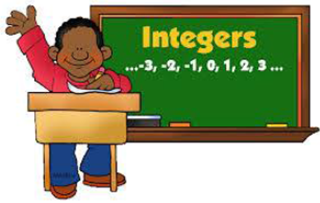 Integers
...-3, -2, -1, 0, 1, 2, 3 ...